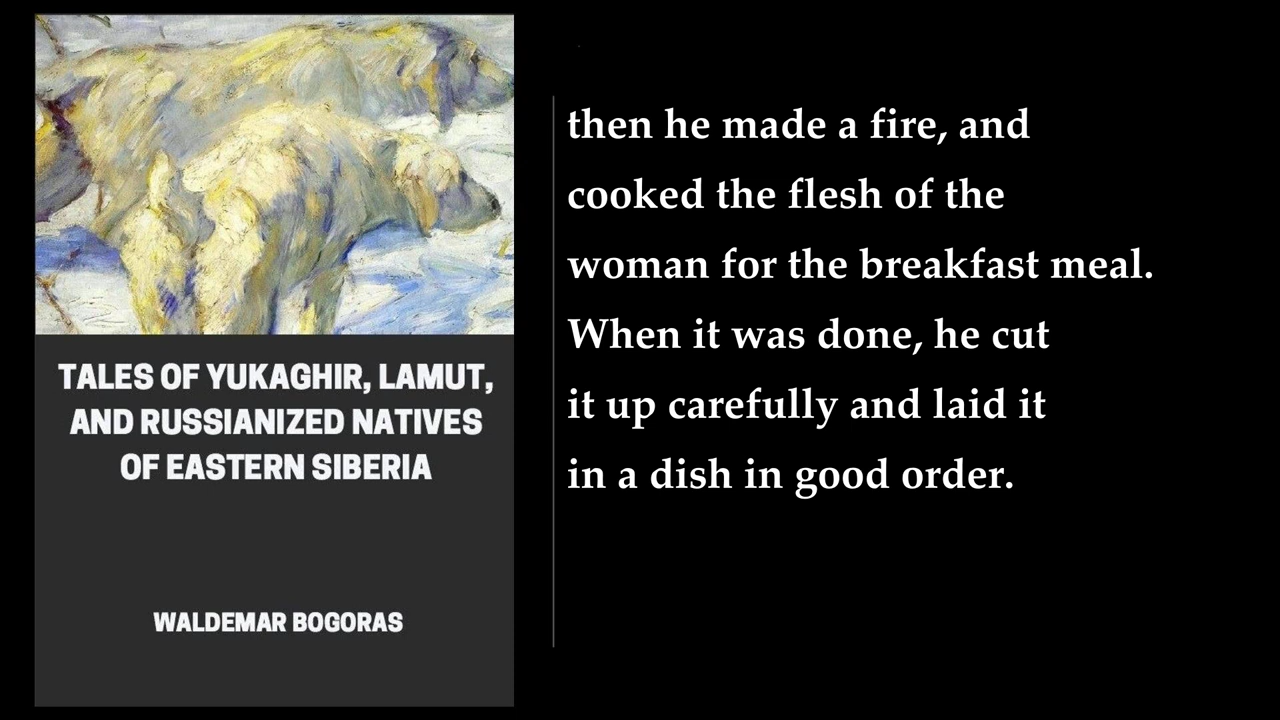 TALES OF YUKAGHIR, LAMUT,
AND RUSSIANIZED NATIVES
OF EASTERN SIBERIA
WALDEMAR BOGORAS
then he made a fire, and
cooked the flesh of the
woman for the breakfast meal.
When it was done, he cut
it up carefully and laid it
in a dish in good order.